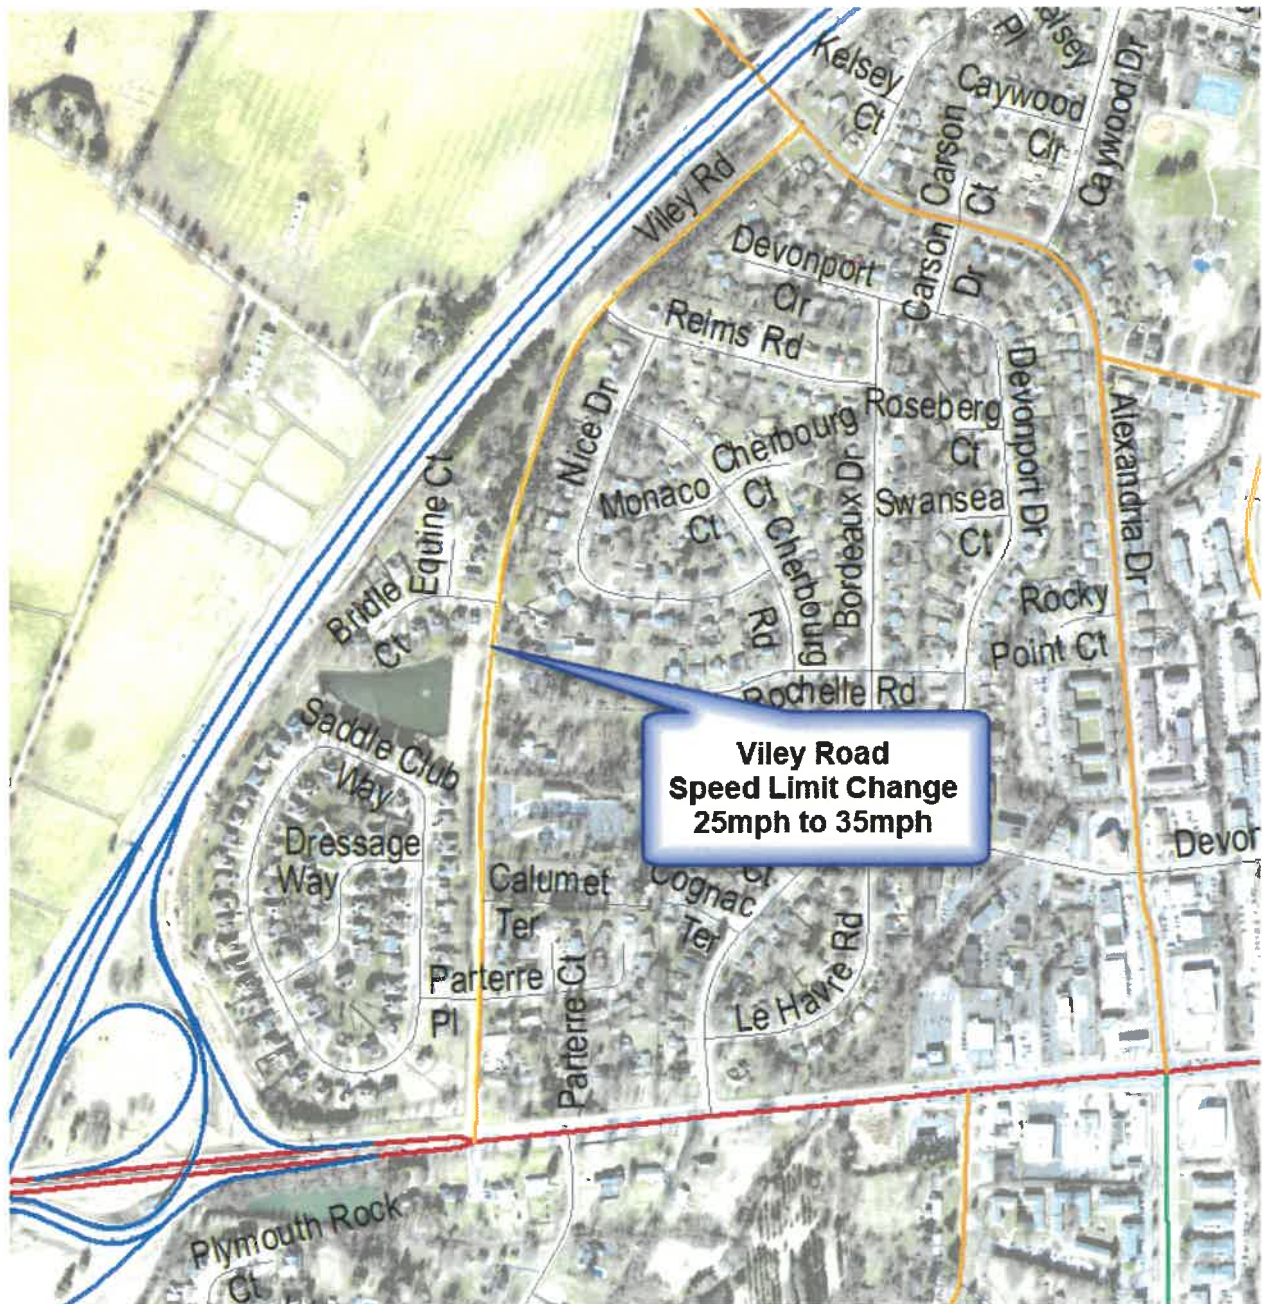 Kelsey
Ct
Kelsey
Pl
Caywood
Cir
Caywood Dr
Carson
Ct
Viley Rd
Devonport
Cir
Carson
Dr
Reims Rd
Nice Dr
Cherbourg
Ct
Roseberg
Ct
Devonport Dr
Alexandria Dr
Monaco
Ct
Bordeaux Dr
Swansea
Ct
Equine Ct
Bridle
Ct
Cherbourg
Rd
Rocky
Point Ct
Rochelle Rd
Saddle Club
Way
Viley Road
Speed Limit Change
25mph to 35mph
Dressage
Way
Calumet
Ter
Cognac
Ter
Ct
Devon
Parterre
Pl
Parterre Ct
Le Havre Rd
Plymouth Rock
Ct